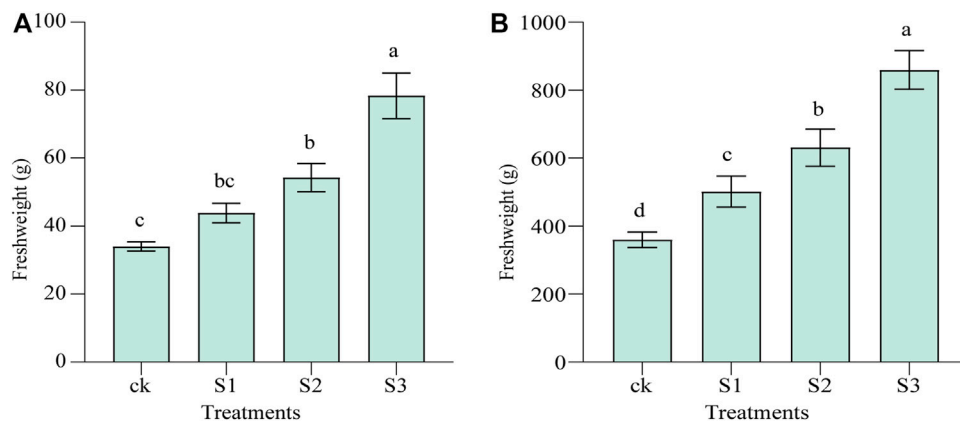 A
100
80
60
40
20
0
Freshweight (g)
c
bc
b
a
ck S1 S2 S3
Treatments
B
1000
800
600
400
200
0
Freshweight (g)
d
c
b
a
ck S1 S2 S3
Treatments